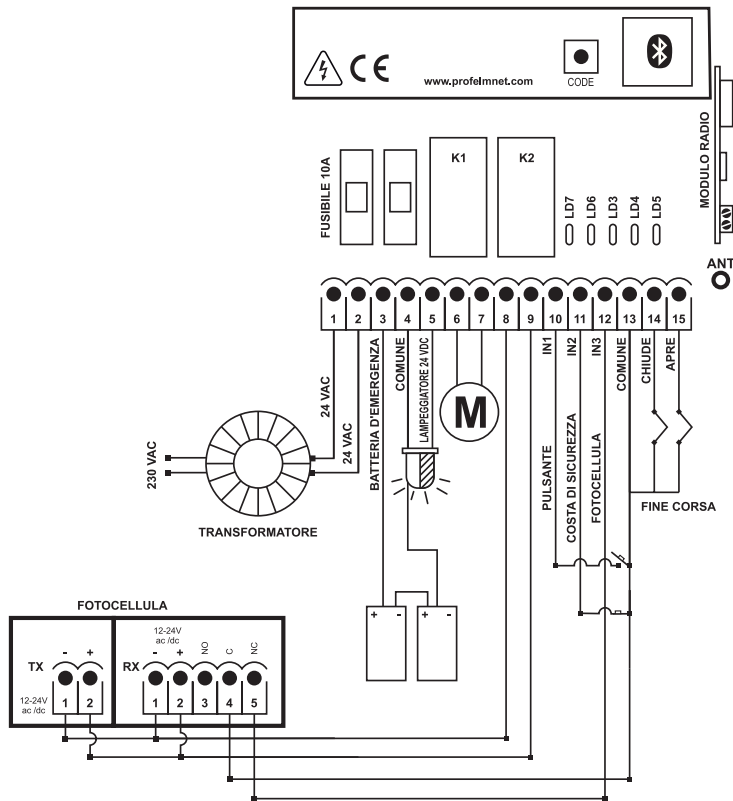 CE
www.profelmnet.com
CODE
MODULO RADIO
FUSIBILE 10A
K1
K2
LD7
LD6
LD3
LD4
LD5
ANT
1 2 3 4 5 6 7 8 9 10 11 12 13 14 15
24 VAC
24 VAC
BATTERIA D'EMERGENZA
COMUNE
LAMPEGGIATORE 24 VDC
M
IN1
IN2
IN3
COMUNE
CHIUDE
APRE
230 VAC
TRANSFORMATORE
PULSANTE
COSTA DI SICUREZZA
FOTOCELLULA
FINE CORSA
+ - + -
FOTOCELLULA
TX
- +
12-24V
ac /dc
1 2
RX
12-24V
ac /dc
- + NO C NC
1 2 3 4 5